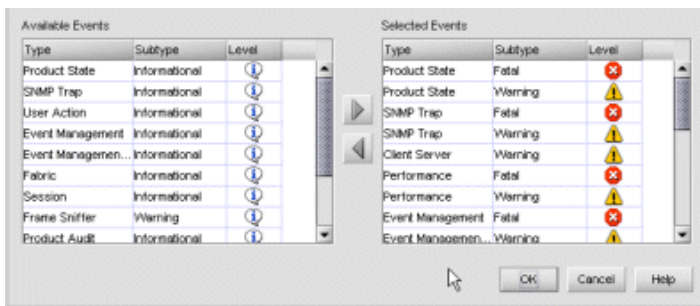 Available Events
Type Subtype Level
Product State Informational
SNMP Trap Informational
User Action Informational
Event Management Informational
Event Managemen... Informational
Fabric Informational
Session Informational
Frame Sniffer Warning
Product Audit Informational
Selected Events
Type Subtype Level
Product State Fatal
Product State Warning
SNMP Trap Fatal
SNMP Trap Warning
Client Server Warning
Performance Fatal
Performance Warning
Event Management Fatal
Event Managemen... Warning
OK Cancel Help